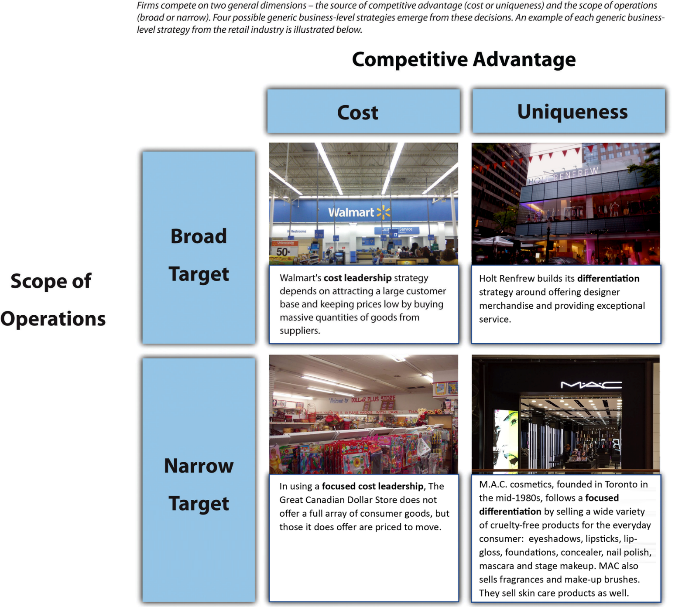 Firms compete on two general dimensions – the source of competitive advantage (cost or uniqueness) and the scope of operations
(broad or narrow). Four possible generic business-level strategies emerge from these decisions. An example of each generic business-
level strategy from the retail industry is illustrated below.
Competitive Advantage
Cost
Uniqueness
Scope of
Operations
Broad
Target
Walmart
50
Walmart's cost leadership strategy
depends on attracting a large customer
base and keeping prices low by buying
massive quantities of goods from
suppliers.
RENFREW
Holt Renfrew builds its differentiation
strategy around offering designer
merchandise and providing exceptional
service.
Narrow
Target
DOLLAR PLUS STORE
In using a focused cost leadership, The
Great Canadian Dollar Store does not
offer a full array of consumer goods, but
those it does offer are priced to move.
MAC
M.A.C. cosmetics, founded in Toronto in
the mid-1980s, follows a focused
differentiation by selling a wide variety
of cruelty-free products for the everyday
consumer: eyeshadows, lipsticks, lip-
gloss, foundations, concealer, nail polish,
mascara and stage makeup. MAC also
sells fragrances and make-up brushes.
They sell skin care products as well.